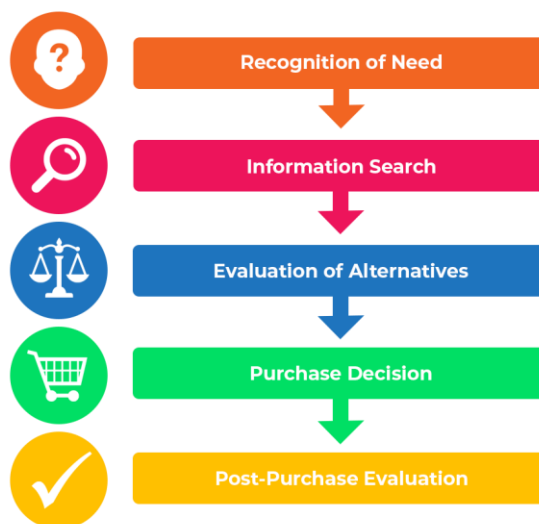 ?
Recognition of Need
Information Search
Evaluation of Alternatives
Purchase Decision
Post-Purchase Evaluation